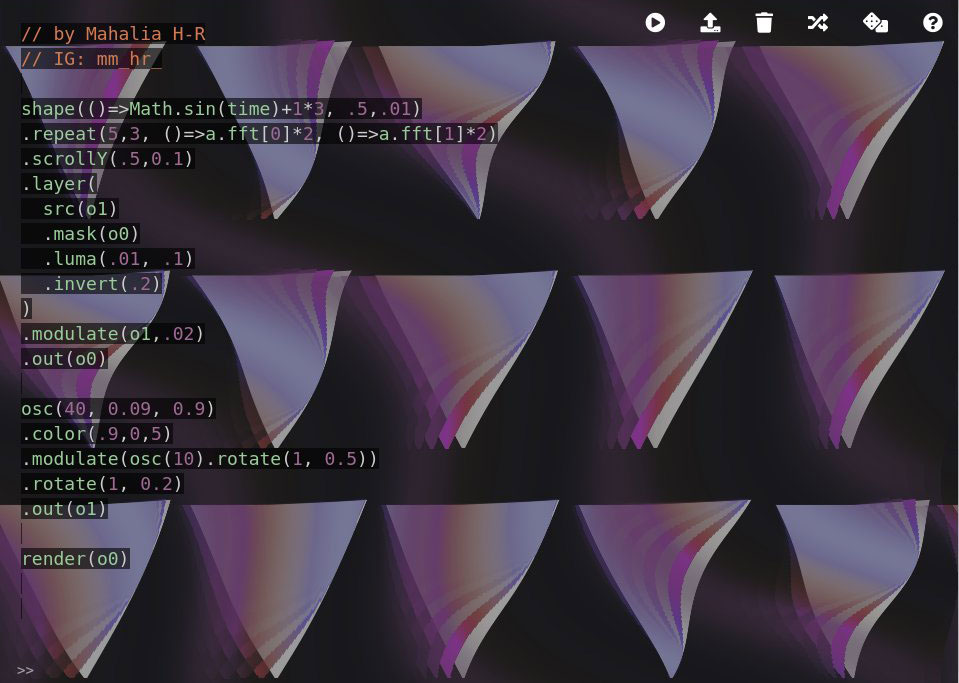 // by Mahalia H-R
// IG: mm_hr_
shape(()=>Math.sin(time)+1*3, .5,.01)
.repeat(5,3, ()=>a.fft[0]*2, ()=>a.fft[1]*2)
.scrollY(.5,0.1)
.layer(
  src(o1)
  .mask(o0)
  .luma(.01, .1)
  .invert(.2)
)
.modulate(o1,.02)
.out(o0)
osc(40, 0.09, 0.9)
.color(.9,0,5)
.modulate(osc(10).rotate(1, 0.5))
.rotate(1, 0.2)
.out(o1)
render(o0)
>>